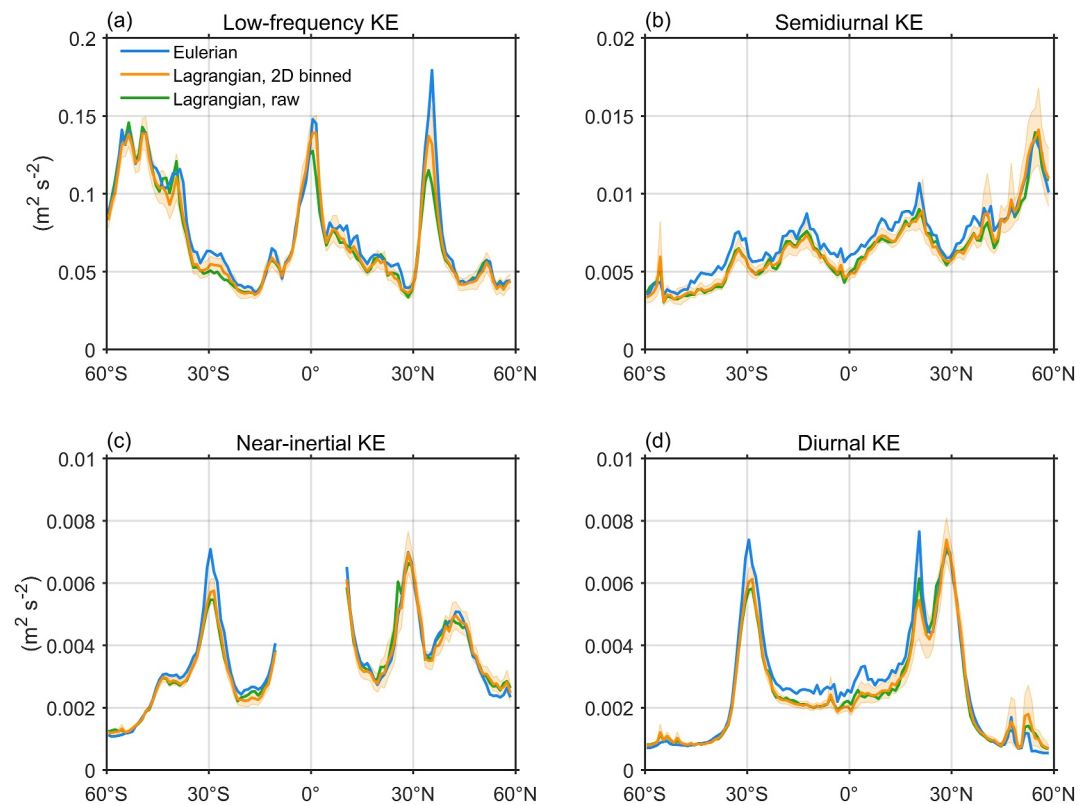 (a) Low-frequency KE
0.2
0.15
0.1
0.05
0
(m² s⁻²)
Eulerian
Lagrangian, 2D binned
Lagrangian, raw
60°S 30°S 0° 30°N 60°N
(b) Semidiurnal KE
0.02
0.015
0.01
0.005
0
60°S 30°S 0° 30°N 60°N
(c) Near-inertial KE
0.01
0.008
0.006
0.004
0.002
0
(m² s⁻²)
60°S 30°S 0° 30°N 60°N
(d) Diurnal KE
0.01
0.008
0.006
0.004
0.002
0
60°S 30°S 0° 30°N 60°N